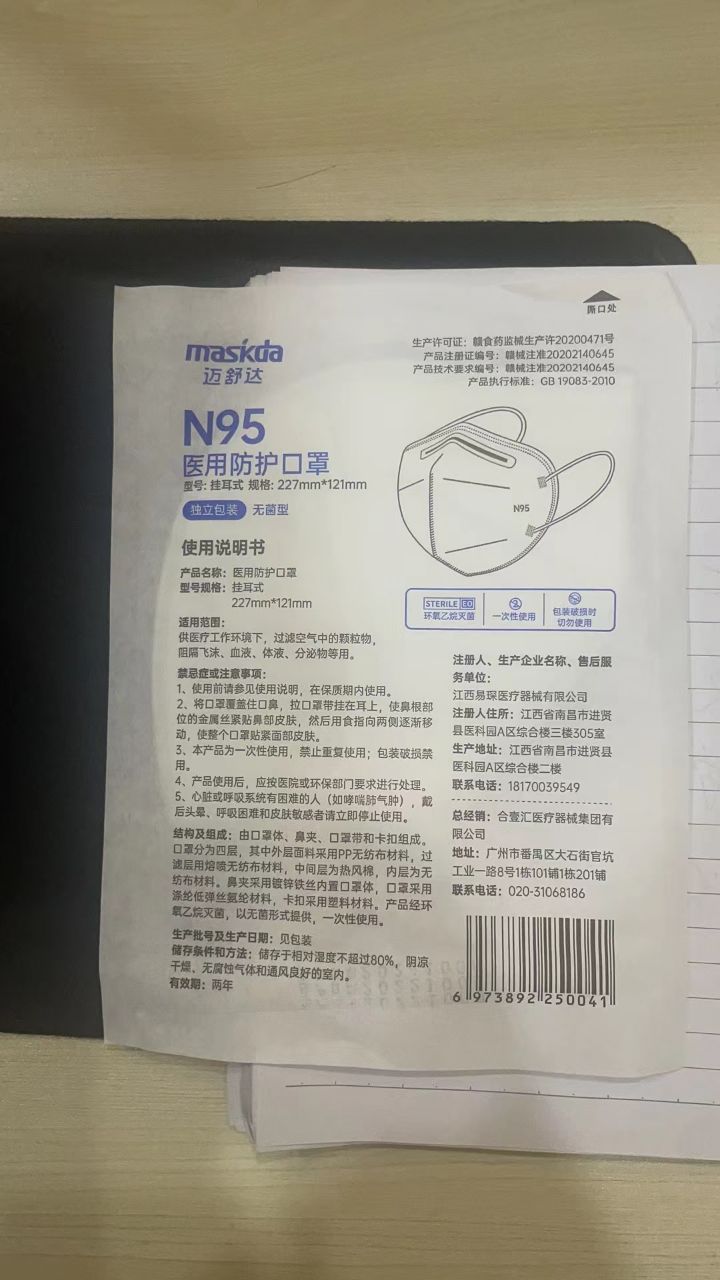 撕口处
生产许可证：赣食药监械生产许20200471号
产品注册证编号：赣械注准20202140645
产品技术要求编号：赣械注准20202140645
产品执行标准：GB 19083-2010
maskda
迈舒达
N95
医用防护口罩
型号: 挂耳式 规格: 227mm*121mm
独立包装 无菌型
N95
使用说明书
产品名称：医用防护口罩
型号规格：挂耳式
227mm*121mm
适用范围：
供医疗工作环境下，过滤空气中的颗粒物，
阻隔飞沫、血液、体液、分泌物等用。
禁忌症或注意事项：
1、使用前请参见使用说明，在保质期内使用。
2、将口罩覆盖住口鼻，拉口罩带挂在耳上，使鼻根部
位的金属丝紧贴鼻部皮肤，然后用食指向两侧逐渐移
动，使整个口罩贴紧面部皮肤。
3、本产品为一次性使用，禁止重复使用；包装破损禁
用。
4、产品使用后，应按医院或环保部门要求进行处理。
5、心脏或呼吸系统有困难的人（如哮喘肺气肿），戴
后头晕、呼吸困难和皮肤敏感者请立即停止使用。
结构及组成：由口罩体、鼻夹、口罩带和卡扣组成。
口罩分为四层，其中外层面料采用PP无纺布材料，过
滤层用熔喷无纺布材料，中间层为热风棉，内层为无
纺布材料。鼻夹采用镀锌铁丝内置口罩体，口罩采用
涤纶低弹丝氨纶材料，卡扣采用塑料材料。产品经环
氧乙烷灭菌，以无菌形式提供，一次性使用。
生产批号及生产日期：见包装
储存条件和方法：储存于相对湿度不超过80%，阴凉
干燥、无腐蚀气体和通风良好的室内。
有效期：两年
STERILE EO
环氧乙烷灭菌
2
一次性使用
包装破损时
切勿使用
注册人、生产企业名称、售后服
务单位：
江西易琛医疗器械有限公司
注册人住所：江西省南昌市进贤
县医科园A区综合楼三楼305室
生产地址：江西省南昌市进贤县
医科园A区综合楼二楼
联系电话：18170039549
总经销：合壹汇医疗器械集团有
限公司
地址：广州市番禺区大石街官坑
工业一路8号1栋101铺1栋201铺
联系电话：020-31068186
6 973892 250041